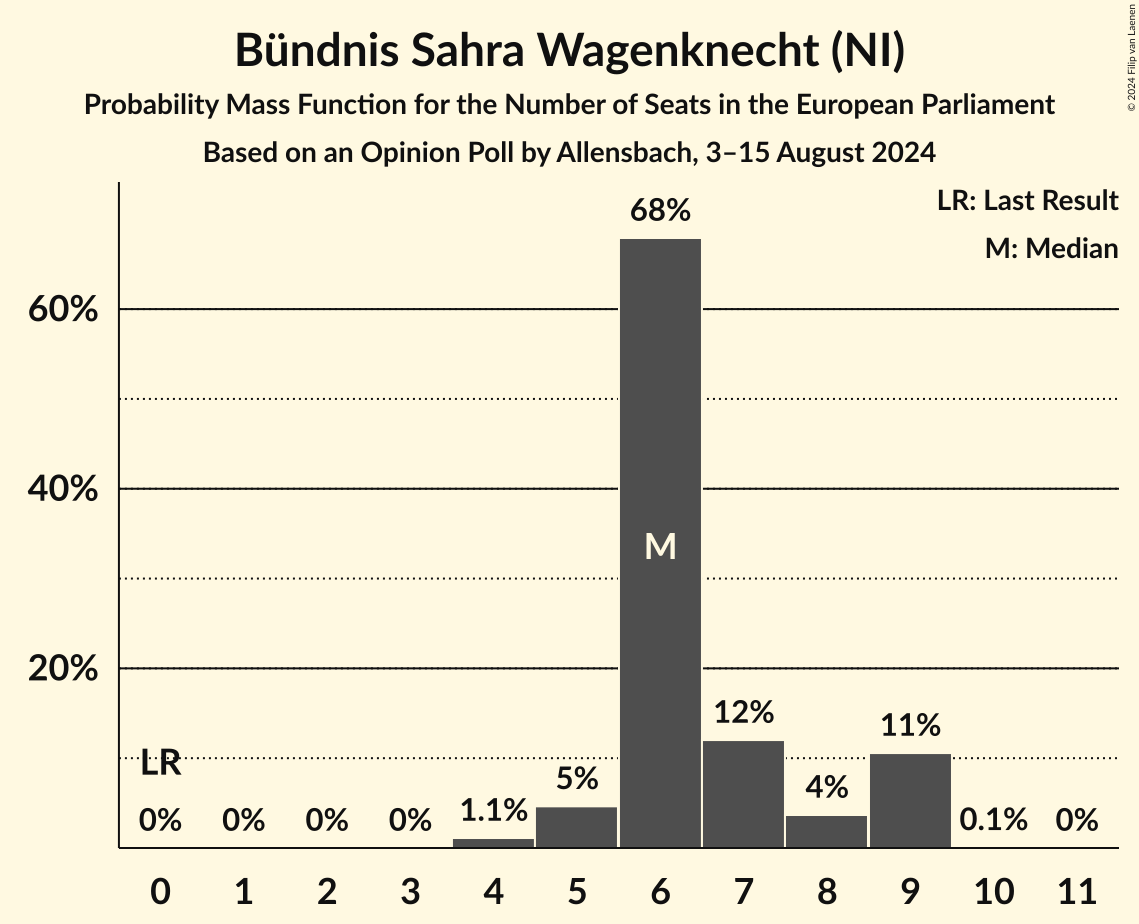 Bündnis Sahra Wagenknecht (NI)
Probability Mass Function for the Number of Seats in the European Parliament
Based on an Opinion Poll by Allensbach, 3–15 August 2024
© 2024 Filip van Laenen
LR: Last Result
M: Median
68%
60%
40%
M
20%
12%
11%
LR
5%
4%
1.1%
0% 0% 0% 0% 0.1% 0%
0 1 2 3 4 5 6 7 8 9 10 11